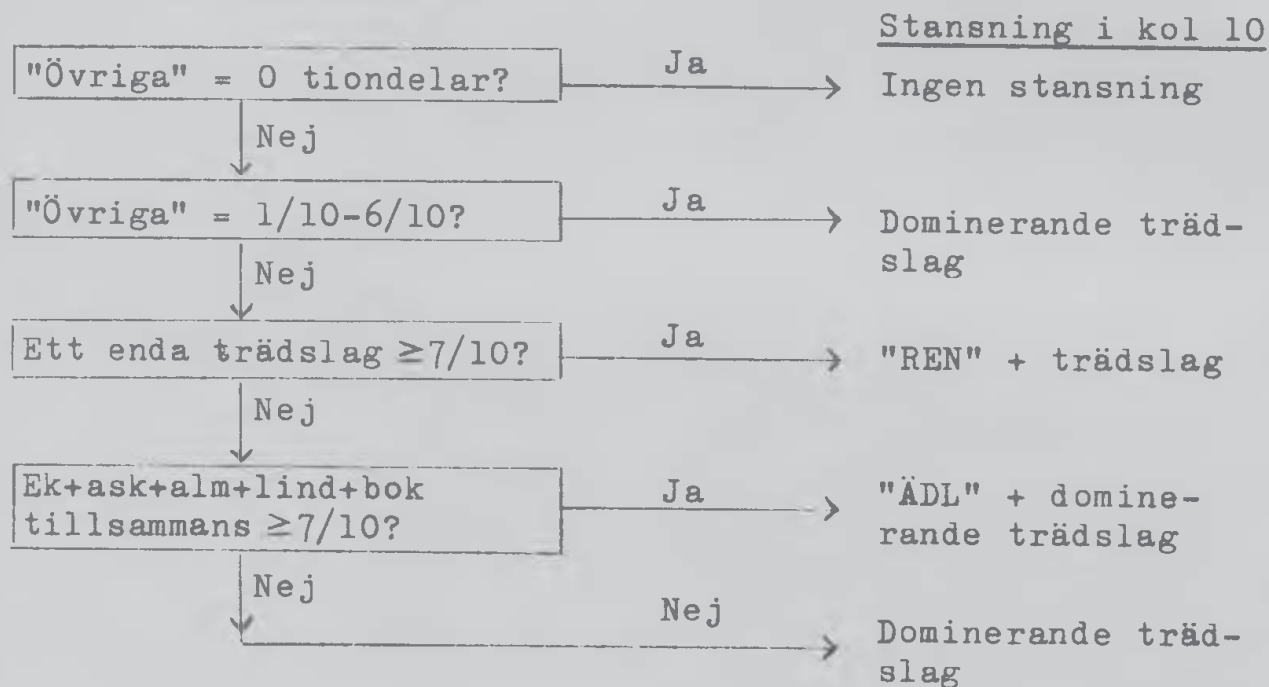 Stansning i kol 10
"Övriga" = 0 tiondelar?
Ja
Ingen stansning
Nej
"Övriga" = 1/10-6/10?
Ja
Dominerande träd-
slag
Nej
Ett enda trädslag ≥7/10?
Ja
"REN" + trädslag
Nej
Ek+ask+alm+lind+bok
tillsammans ≥7/10?
Ja
"ÄDL" + domine-
rande trädslag
Nej
Nej
Dominerande träd-
slag